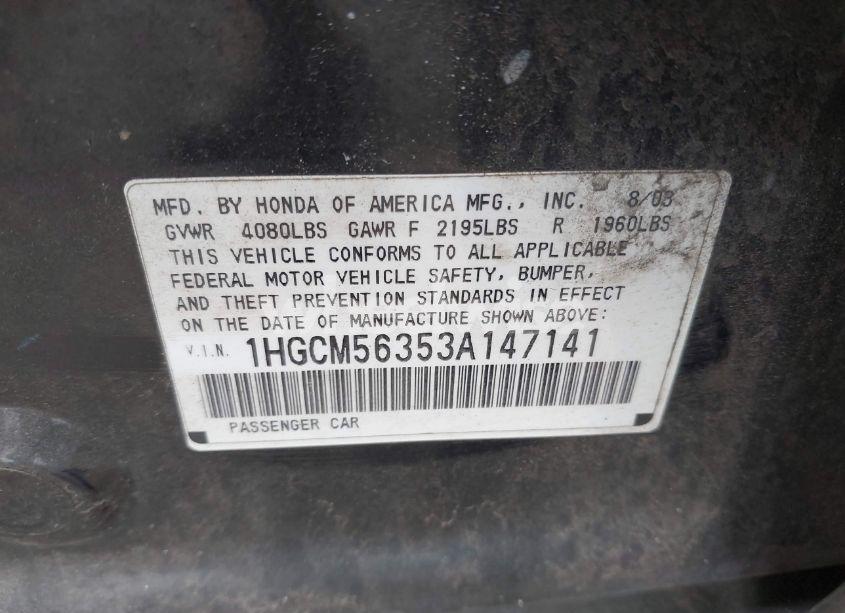 MFD. BY HONDA OF AMERICA MFG., INC. 8/03
GVWR 4080LBS GAWR F 2195LBS R 1960LBS
THIS VEHICLE CONFORMS TO ALL APPLICABLE
FEDERAL MOTOR VEHICLE SAFETY, BUMPER,
AND THEFT PREVENTION STANDARDS IN EFFECT
ON THE DATE OF MANUFACTURE SHOWN ABOVE:
V.I.N. 1HGCM56353A147141
PASSENGER CAR